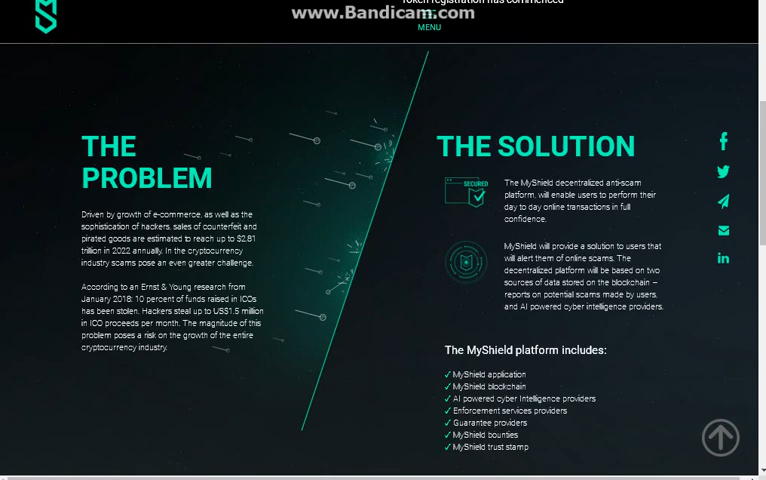 Token registration has commenced
www.Bandicam.com
MENU
THE
PROBLEM
Driven by growth of e-commerce, as well as the
sophistication of hackers, sales of counterfeit and
pirated goods are estimated to reach up to $2.81
trillion in 2022 annually. In the cryptocurrency
industry scams pose an even greater challenge.
According to an Ernst & Young research from
January 2018: 10 percent of funds raised in ICOs
has been stolen. Hackers steal up to US$1.5 million
in ICO proceeds per month. The magnitude of this
problem poses a risk on the growth of the entire
cryptocurrency industry.
THE SOLUTION
SECURED
The MyShield decentralized anti-scam
platform, will enable users to perform their
day to day online transactions in full
confidence.
MyShield will provide a solution to users that
will alert them of online scams. The
decentralized platform will be based on two
sources of data stored on the blockchain –
reports on potential scams made by users,
and AI powered cyber intelligence providers.
The MyShield platform includes:
✓ MyShield application
✓ MyShield blockchain
✓ AI powered cyber Intelligence providers
✓ Enforcement services providers
✓ Guarantee providers
✓ MyShield bounties
✓ MyShield trust stamp